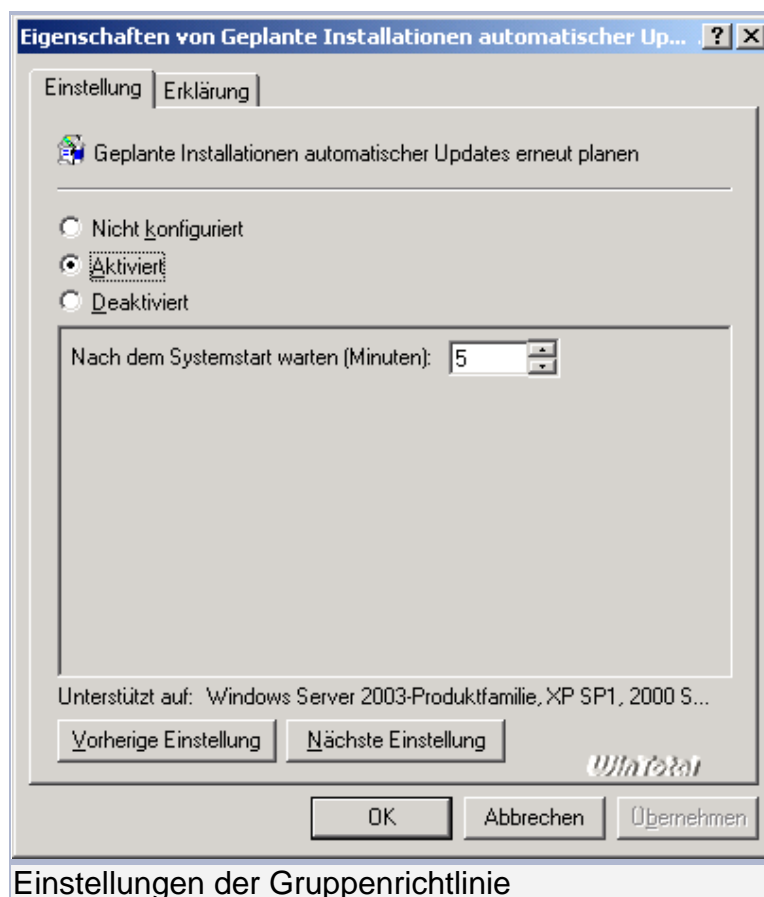 Eigenschaften von Geplante Installationen automatischer Up... ? X
Einstellung Erklärung
Geplante Installationen automatischer Updates erneut planen
Nicht konfiguriert
Aktiviert
Deaktiviert
Nach dem Systemstart warten (Minuten): 5
Unterstützt auf: Windows Server 2003-Produktfamilie, XP SP1, 2000 S...
Vorherige Einstellung Nächste Einstellung
WinTotal
OK Abbrechen Übernehmen
Einstellungen der Gruppenrichtlinie